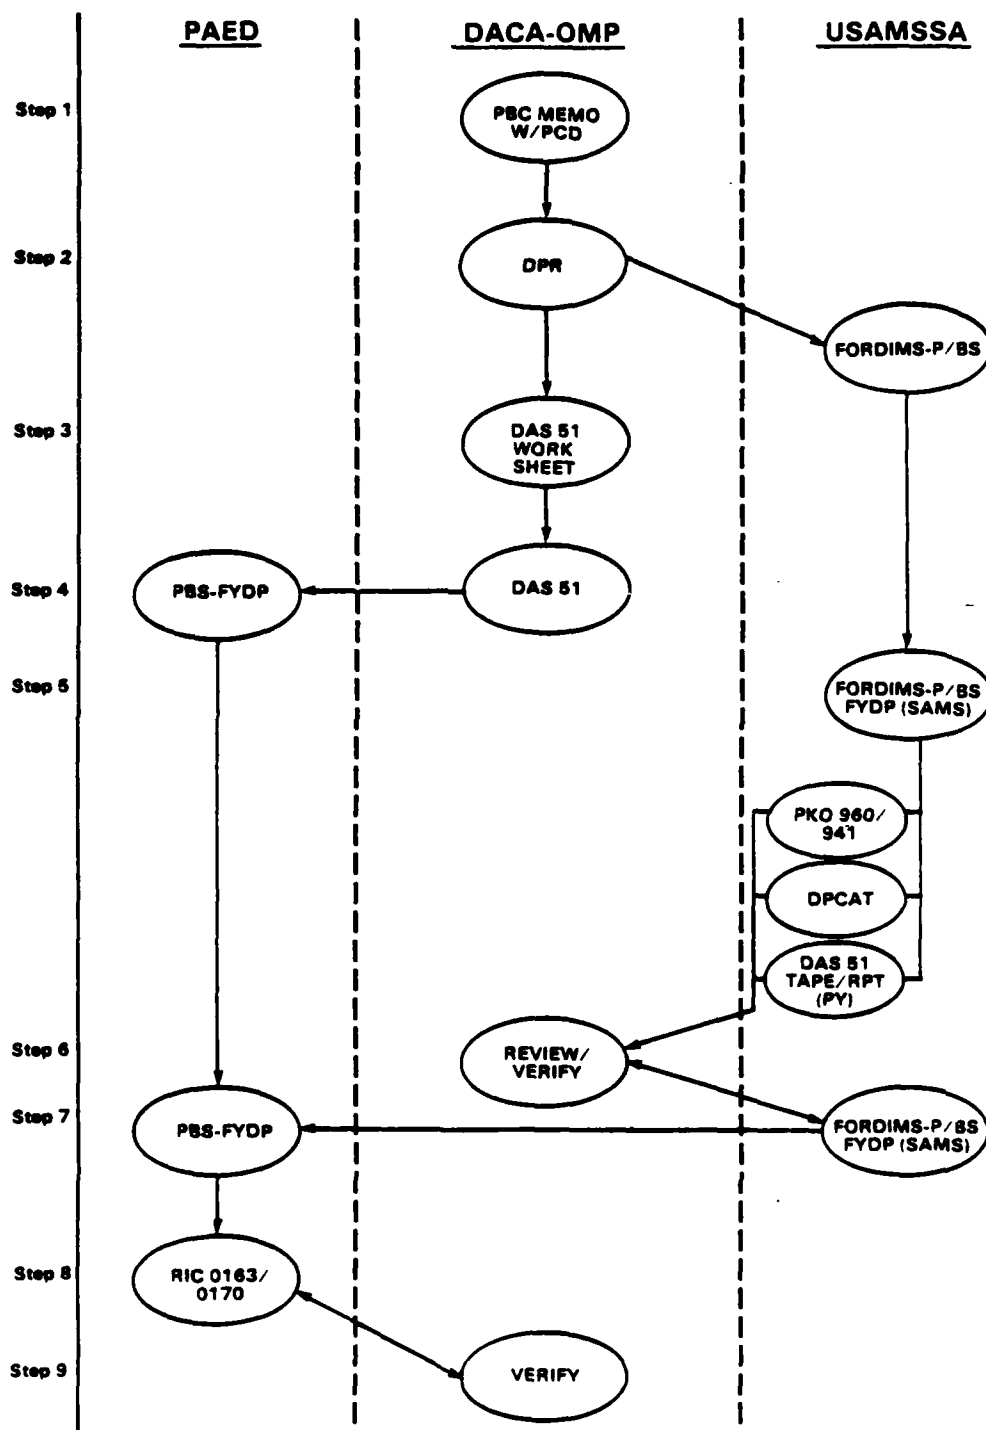 PAED
DACA-OMP
USAMSSA
Step 1
PBC MEMO
W/PCD
Step 2
DPR
FORDIMS-P/BS
Step 3
DAS 51
WORK
SHEET
Step 4
PBS-FYDP
DAS 51
Step 5
FORDIMS-P/BS
FYDP (SAMS)
PKO 960/
941
DPCAT
DAS 51
TAPE/RPT
(PY)
Step 6
REVIEW/
VERIFY
Step 7
PBS-FYDP
FORDIMS-P/BS
FYDP (SAMS)
Step 8
RIC 0163/
0170
Step 9
VERIFY